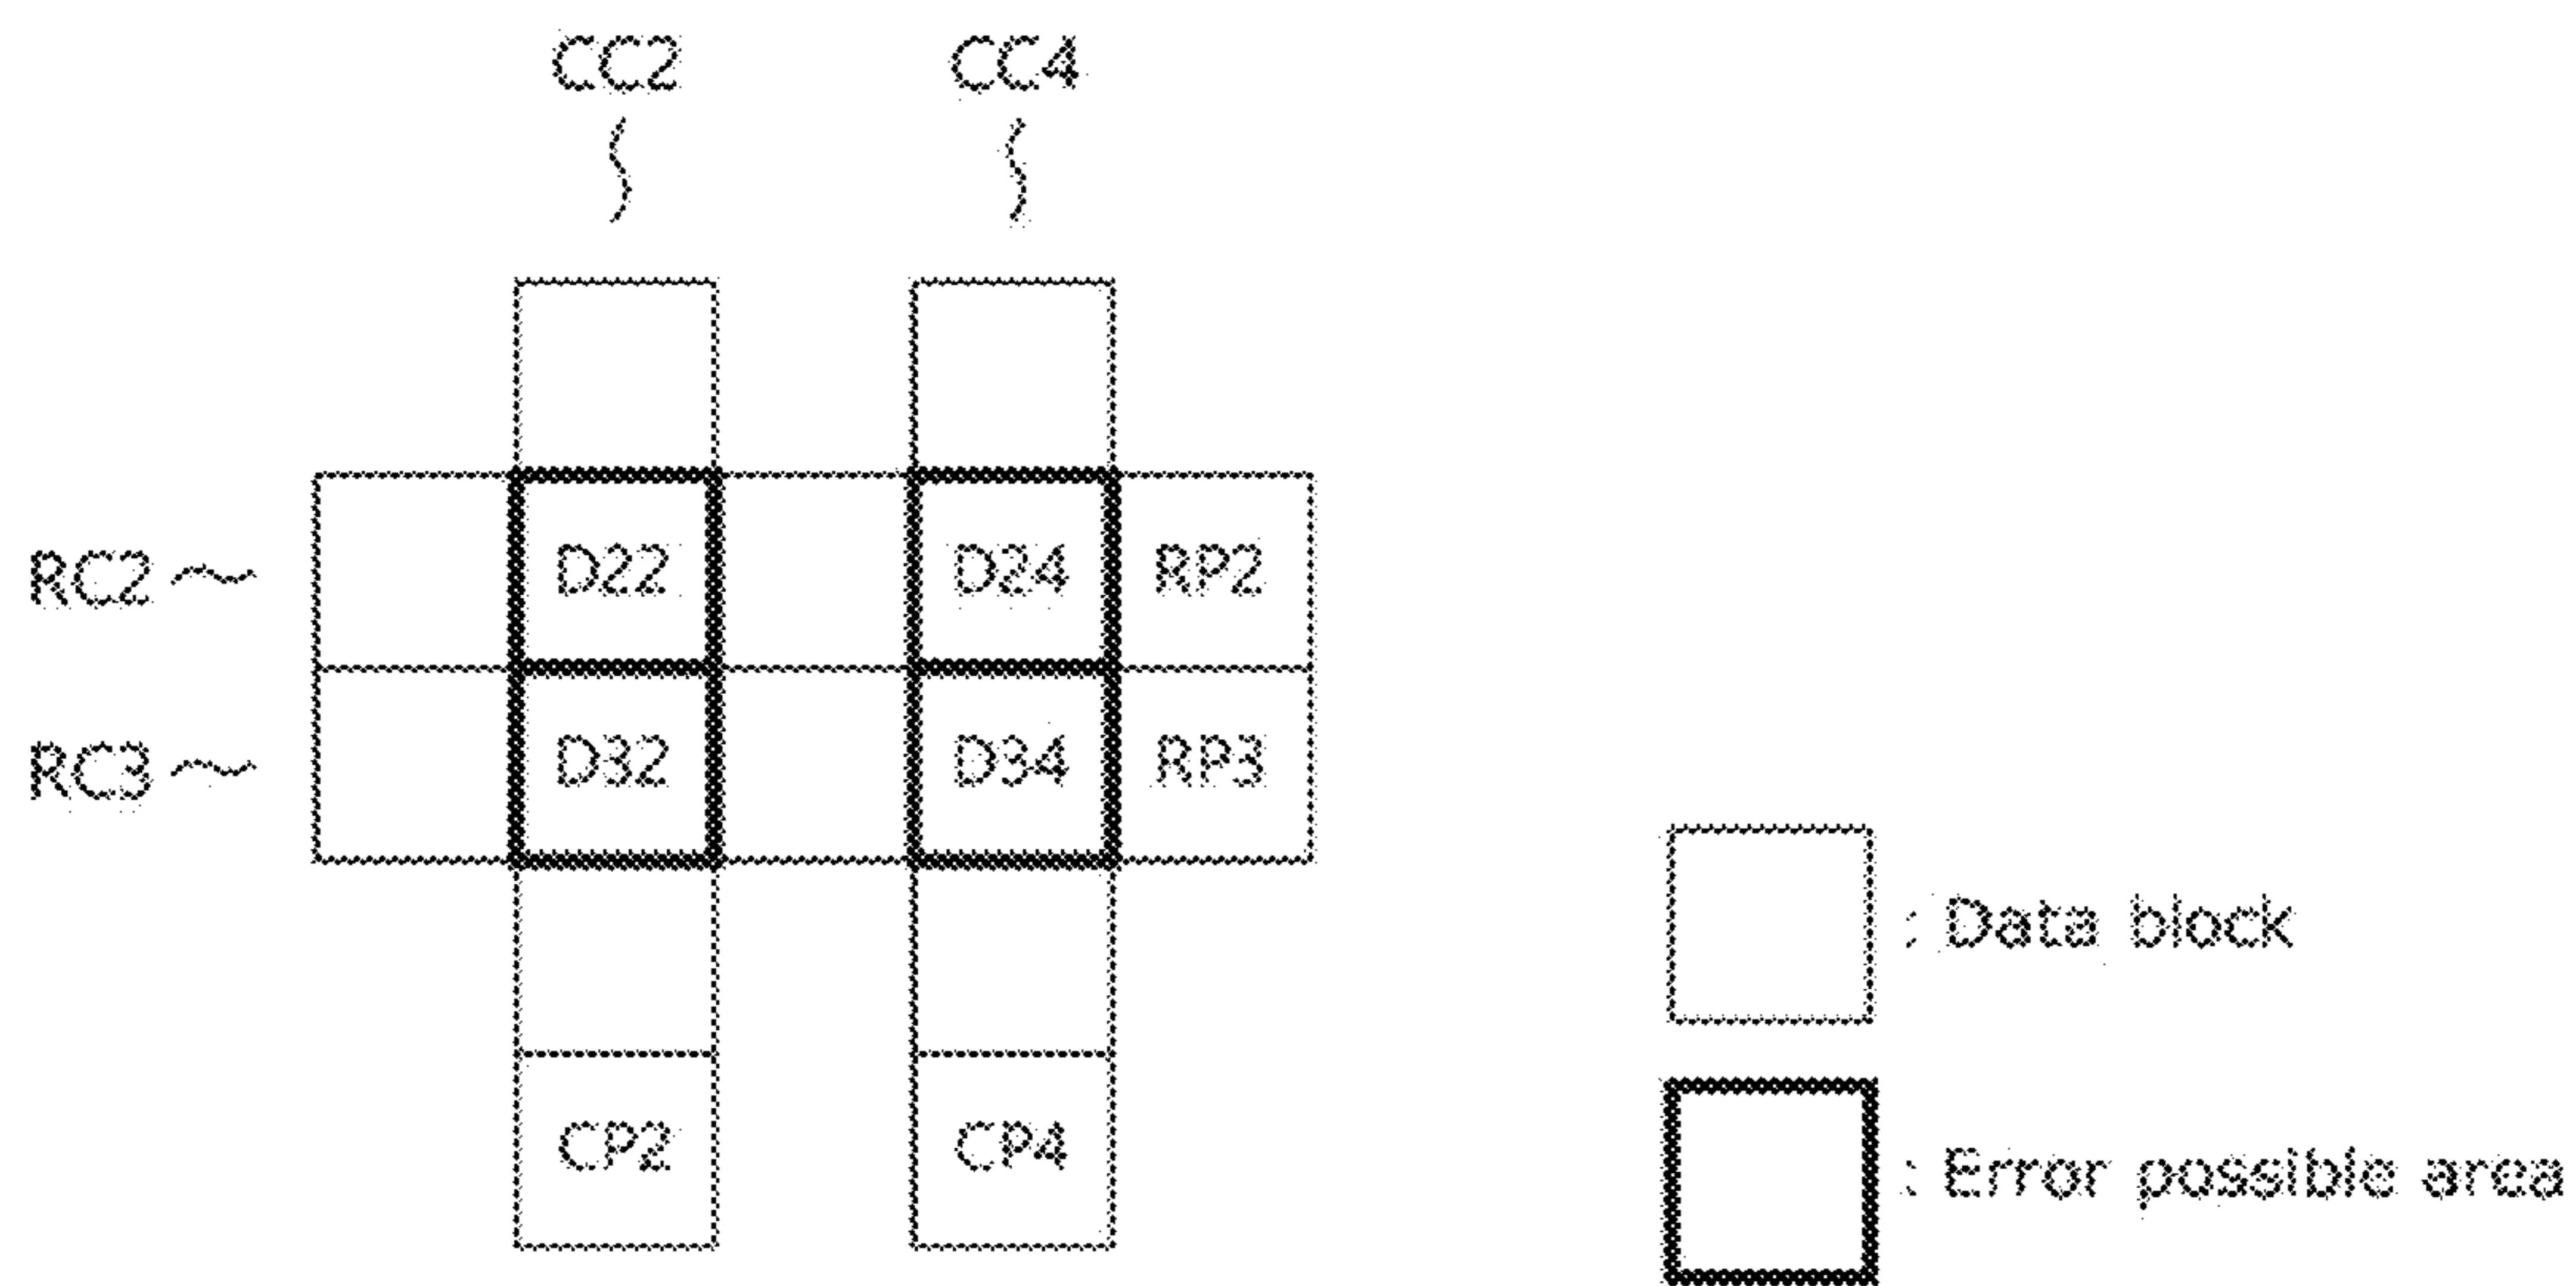 CC2 CC4
RC2 D22 D24 RP2
RC3 D32 D34 RP3
: Data block
CP2 CP4
: Error possible area